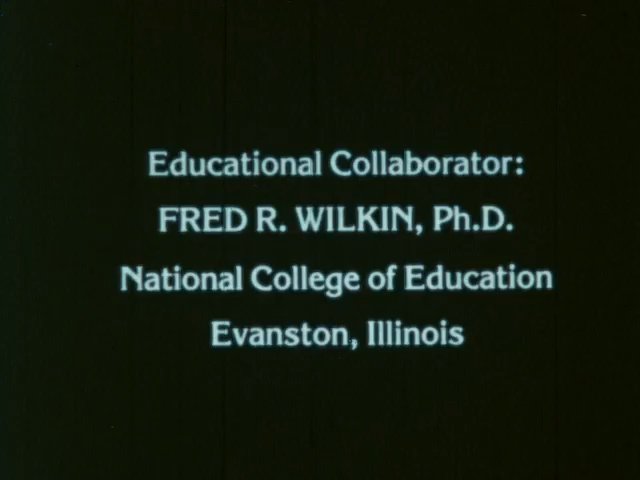 Educational Collaborator:
FRED R. WILKIN, Ph.D.
National College of Education
Evanston, Illinois